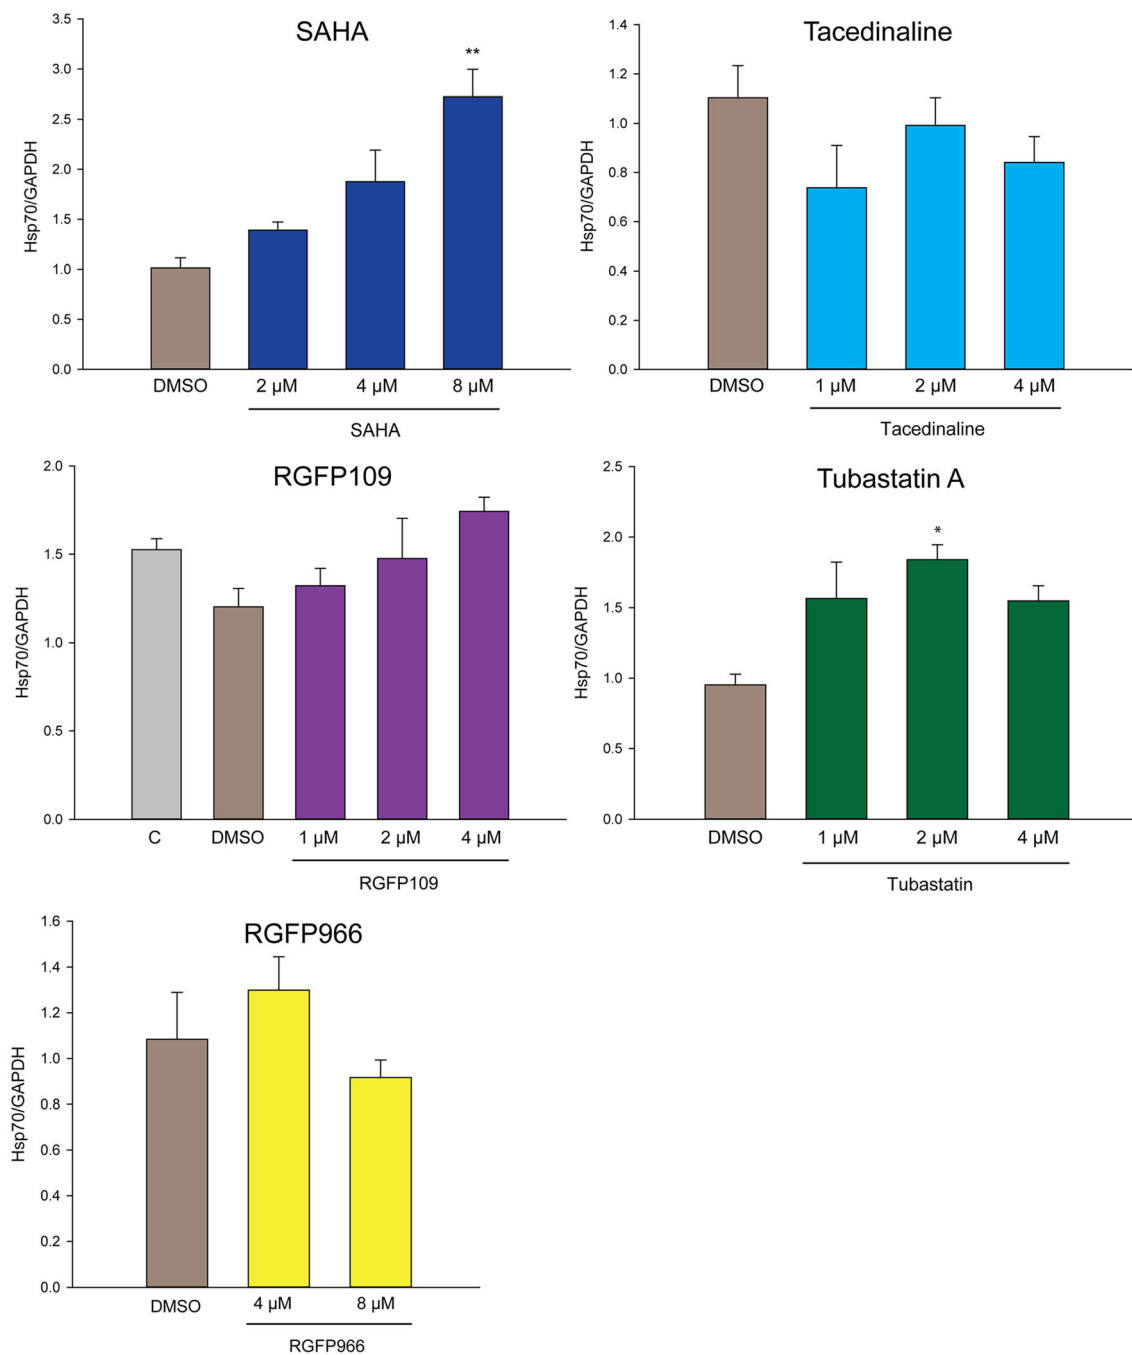 SAHA
**
Hsp70/GAPDH
3.5
3.0
2.5
2.0
1.5
1.0
0.5
0.0
DMSO 2 µM 4 µM 8 µM
SAHA
Tacedinaline
Hsp70/GAPDH
1.4
1.2
1.0
0.8
0.6
0.4
0.2
0.0
DMSO 1 µM 2 µM 4 µM
Tacedinaline
RGFP109
Hsp70/GAPDH
2.0
1.5
1.0
0.5
0.0
C DMSO 1 µM 2 µM 4 µM
RGFP109
Tubastatin A
*
Hsp70/GAPDH
2.5
2.0
1.5
1.0
0.5
0.0
DMSO 1 µM 2 µM 4 µM
Tubastatin
RGFP966
Hsp70/GAPDH
1.6
1.4
1.2
1.0
0.8
0.6
0.4
0.2
0.0
DMSO 4 µM 8 µM
RGFP966